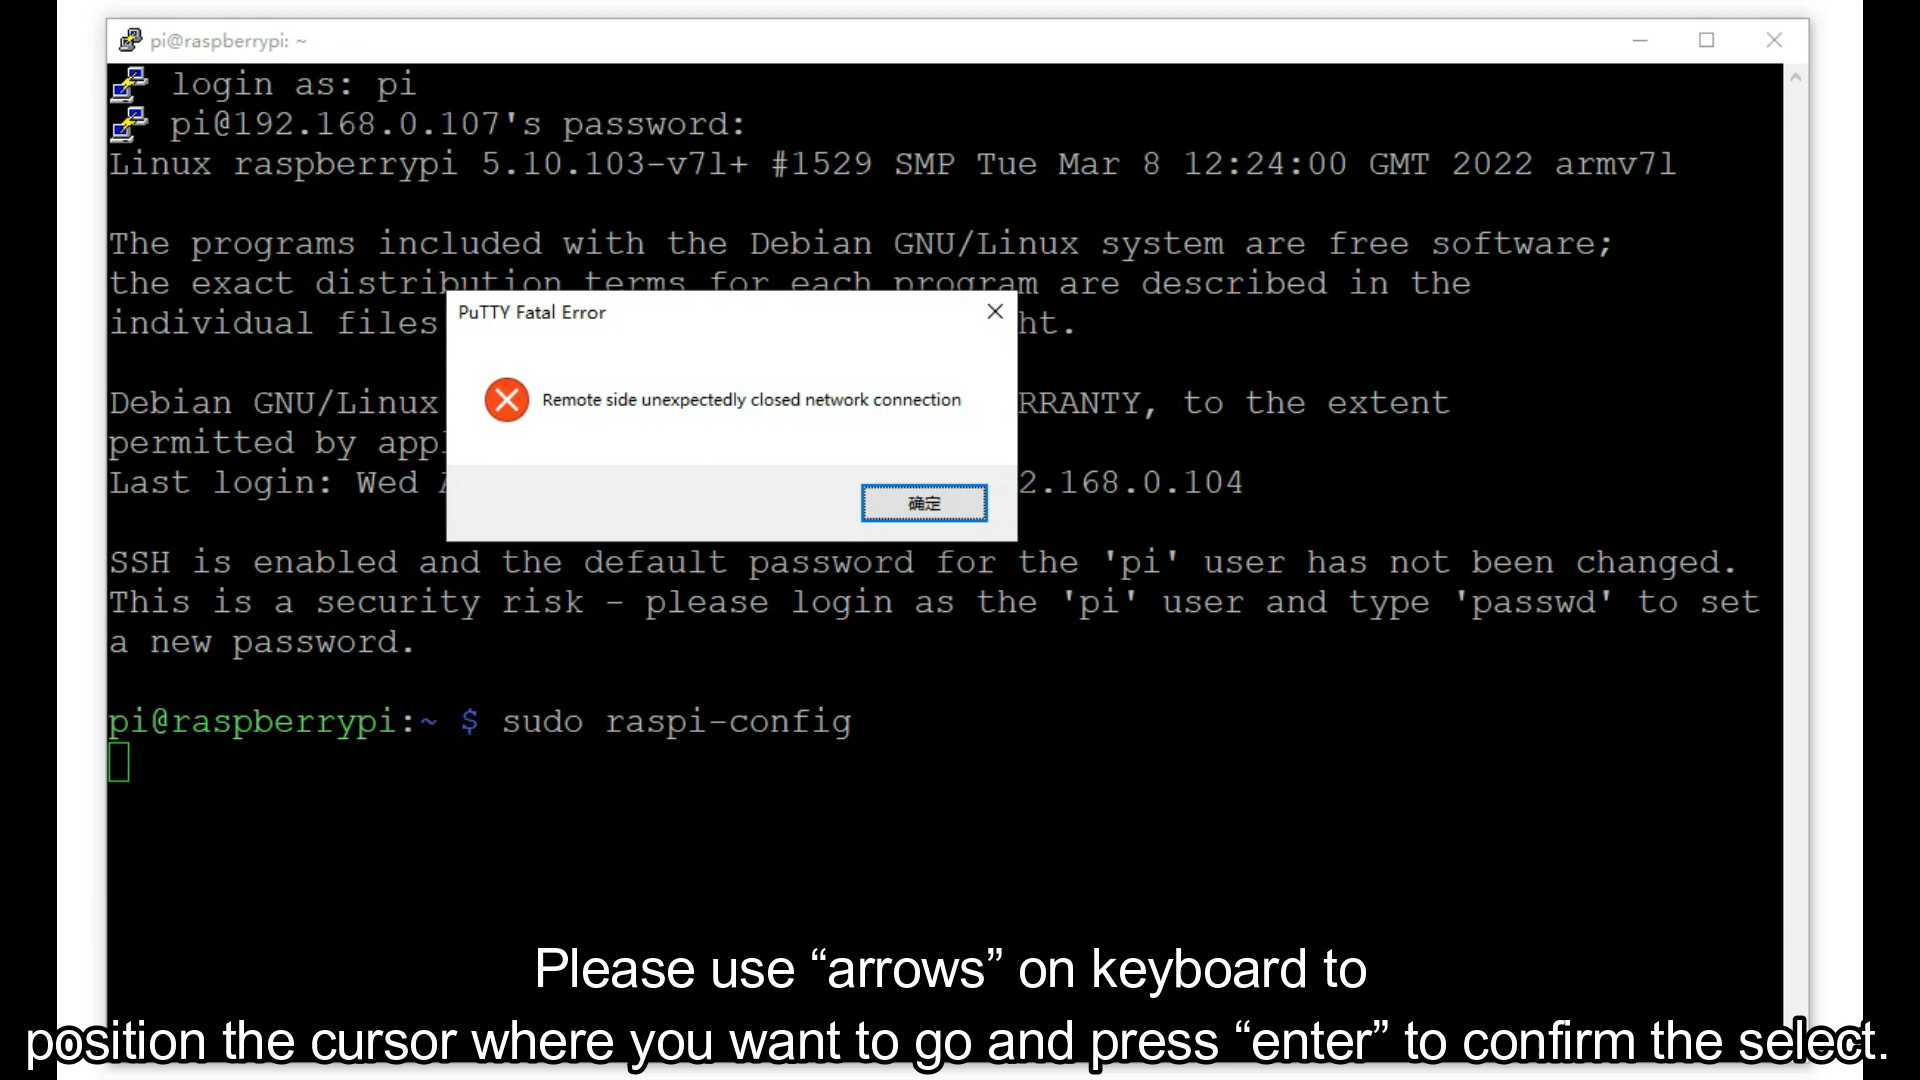 pi@raspberrypi: ~
login as: pi
pi@192.168.0.107's password:
Linux raspberrypi 5.10.103-v7l+ #1529 SMP Tue Mar 8 12:24:00 GMT 2022 armv7l
The programs included with the Debian GNU/Linux system are free software;
the exact distribution terms for each program are described in the
individual files ht.
PuTTY Fatal Error
Remote side unexpectedly closed network connection
确定
Debian GNU/Linux RRANTY, to the extent
permitted by appl
Last login: Wed 2.168.0.104
SSH is enabled and the default password for the 'pi' user has not been changed.
This is a security risk - please login as the 'pi' user and type 'passwd' to set
a new password.
pi@raspberrypi:~ $ sudo raspi-config
Please use “arrows” on keyboard to
position the cursor where you want to go and press “enter” to confirm the select.